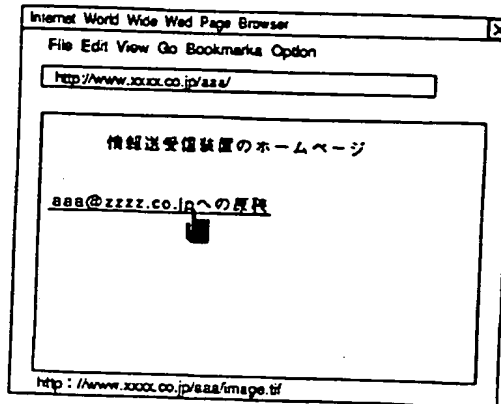 Internet World Wide Wed Page Browser
File Edit View Go Bookmarks Option
http://www.xxxx.co.jp/aaa/
情報送受信装置のホームページ
aaa@zzzz.co.jpへの原稿
http：//www.xxxx.co.jp/aaa/image.tif